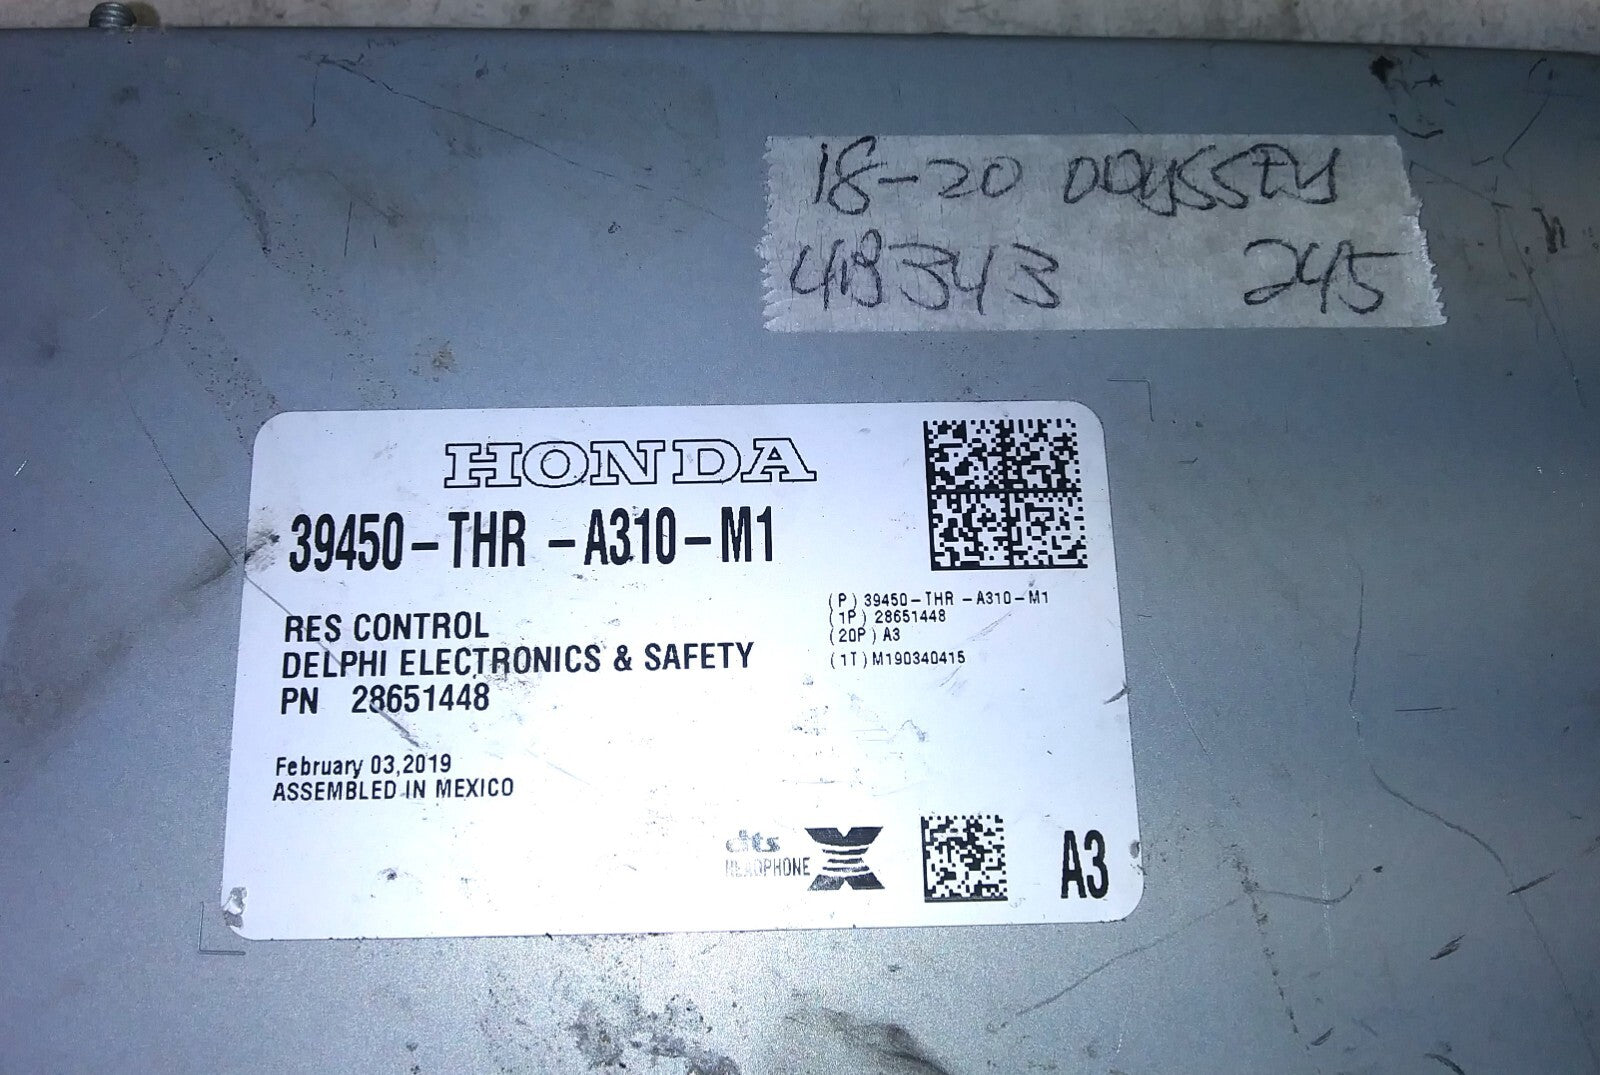 18-20 ODYSSEY
4B343 245
HONDA
39450-THR -A310-M1
RES CONTROL
DELPHI ELECTRONICS & SAFETY
PN 28651448
(P) 39450-THR -A310-M1
(1P) 28651448
(20P) A3
(1T) M190340415
February 03,2019
ASSEMBLED IN MEXICO
dts
HEADPHONE X
A3